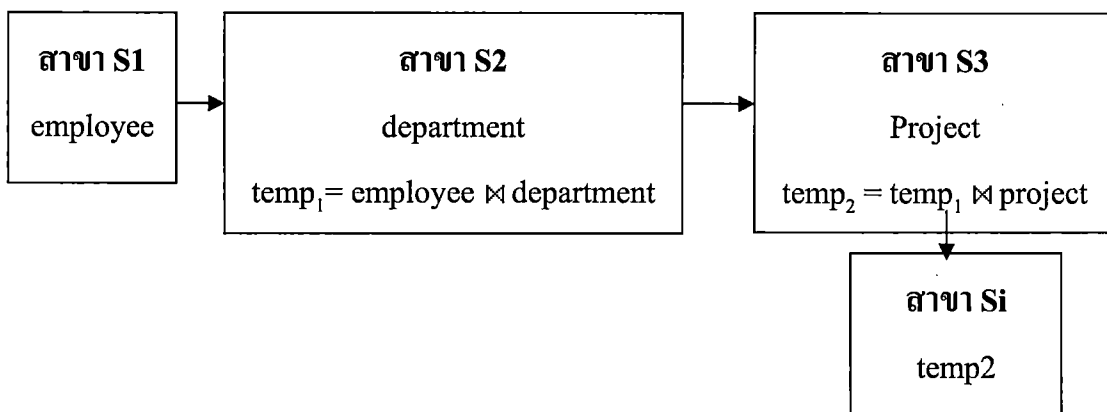 สาขา S1
employee
สาขา S2
department
temp₁= employee ⋈ department
สาขา S3
Project
temp₂ = temp₁ ⋈ project
สาขา Si
temp2